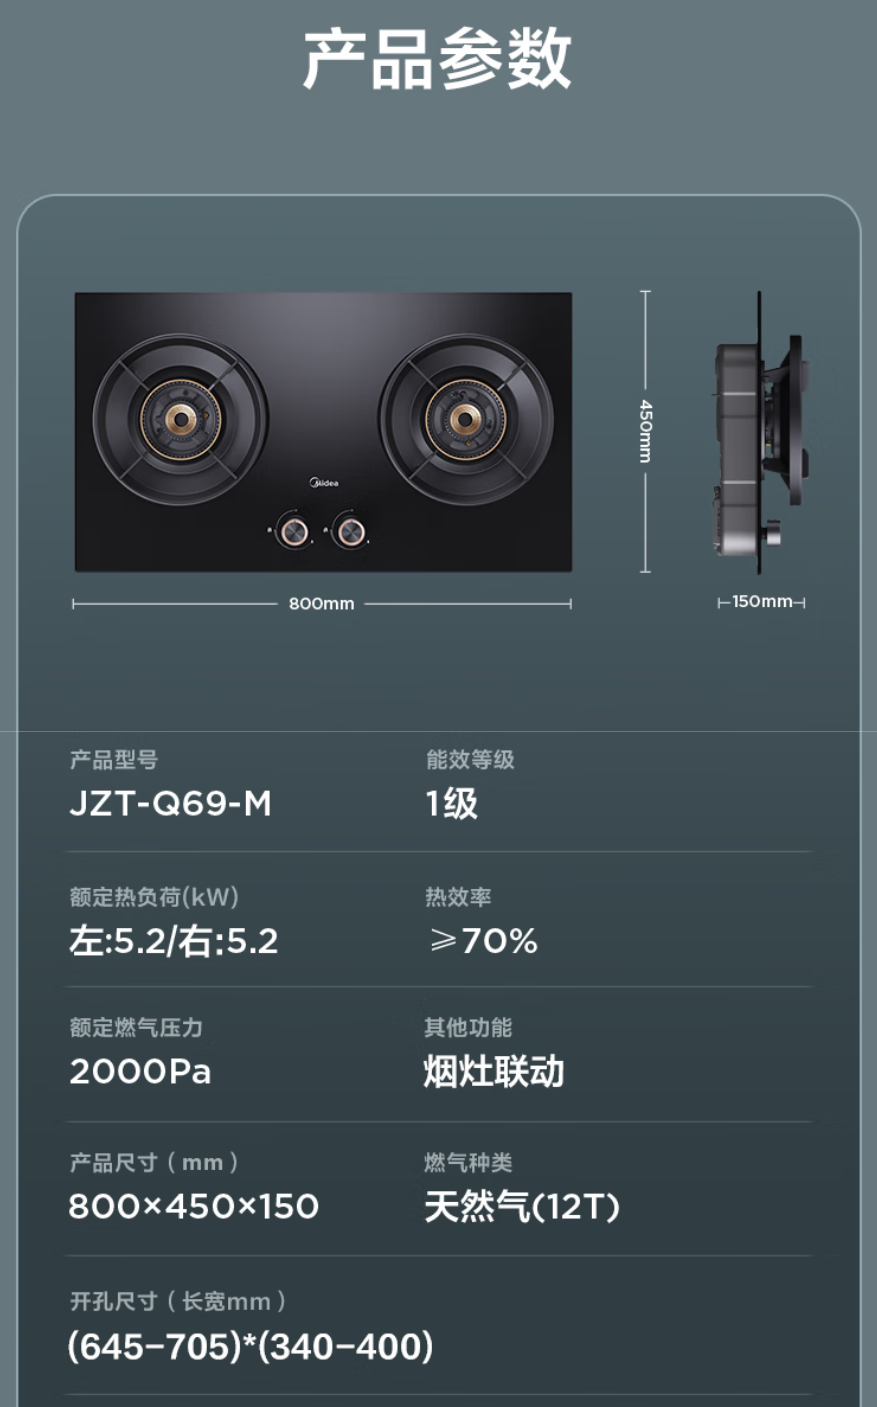 产品参数
Midea
450mm
800mm
150mm
产品型号
能效等级
JZT-Q69-M
1级
额定热负荷(kW)
热效率
左:5.2/右:5.2
≥70%
额定燃气压力
其他功能
2000Pa
烟灶联动
产品尺寸（mm）
燃气种类
800×450×150
天然气(12T)
开孔尺寸（长宽mm）
(645-705)*(340-400)